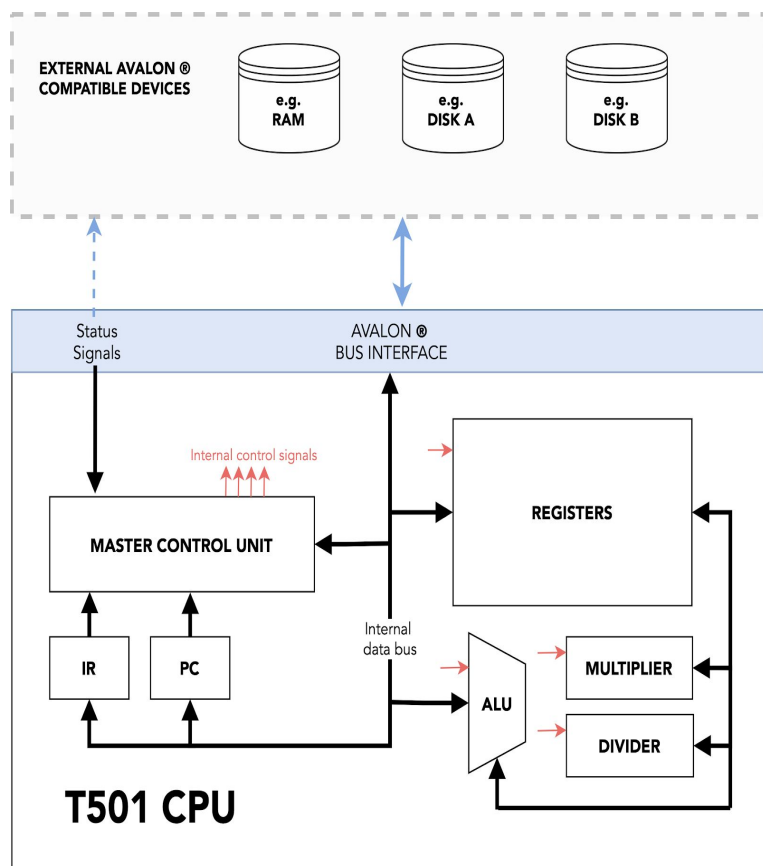 EXTERNAL AVALON ®
COMPATIBLE DEVICES
e.g.
RAM
e.g.
DISK A
e.g.
DISK B
Status
Signals
AVALON ®
BUS INTERFACE
Internal control signals
MASTER CONTROL UNIT
REGISTERS
Internal
data bus
IR
PC
ALU
MULTIPLIER
DIVIDER
T501 CPU